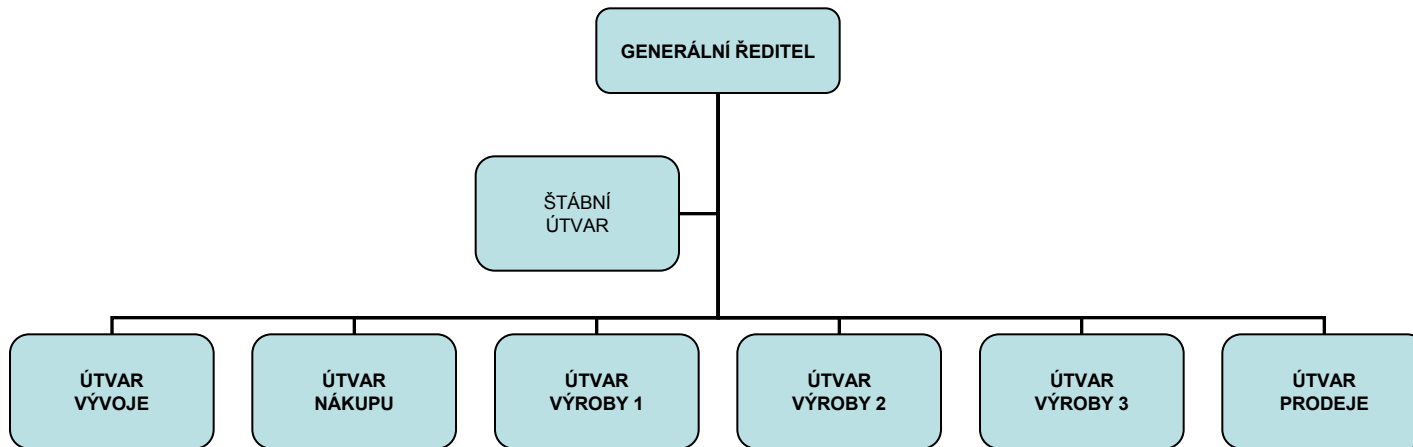 GENERÁLNÍ ŘEDITEL
ŠTÁBNÍ
ÚTVAR
ÚTVAR
VÝVOJE
ÚTVAR
NÁKUPU
ÚTVAR
VÝROBY 1
ÚTVAR
VÝROBY 2
ÚTVAR
VÝROBY 3
ÚTVAR
PRODEJE